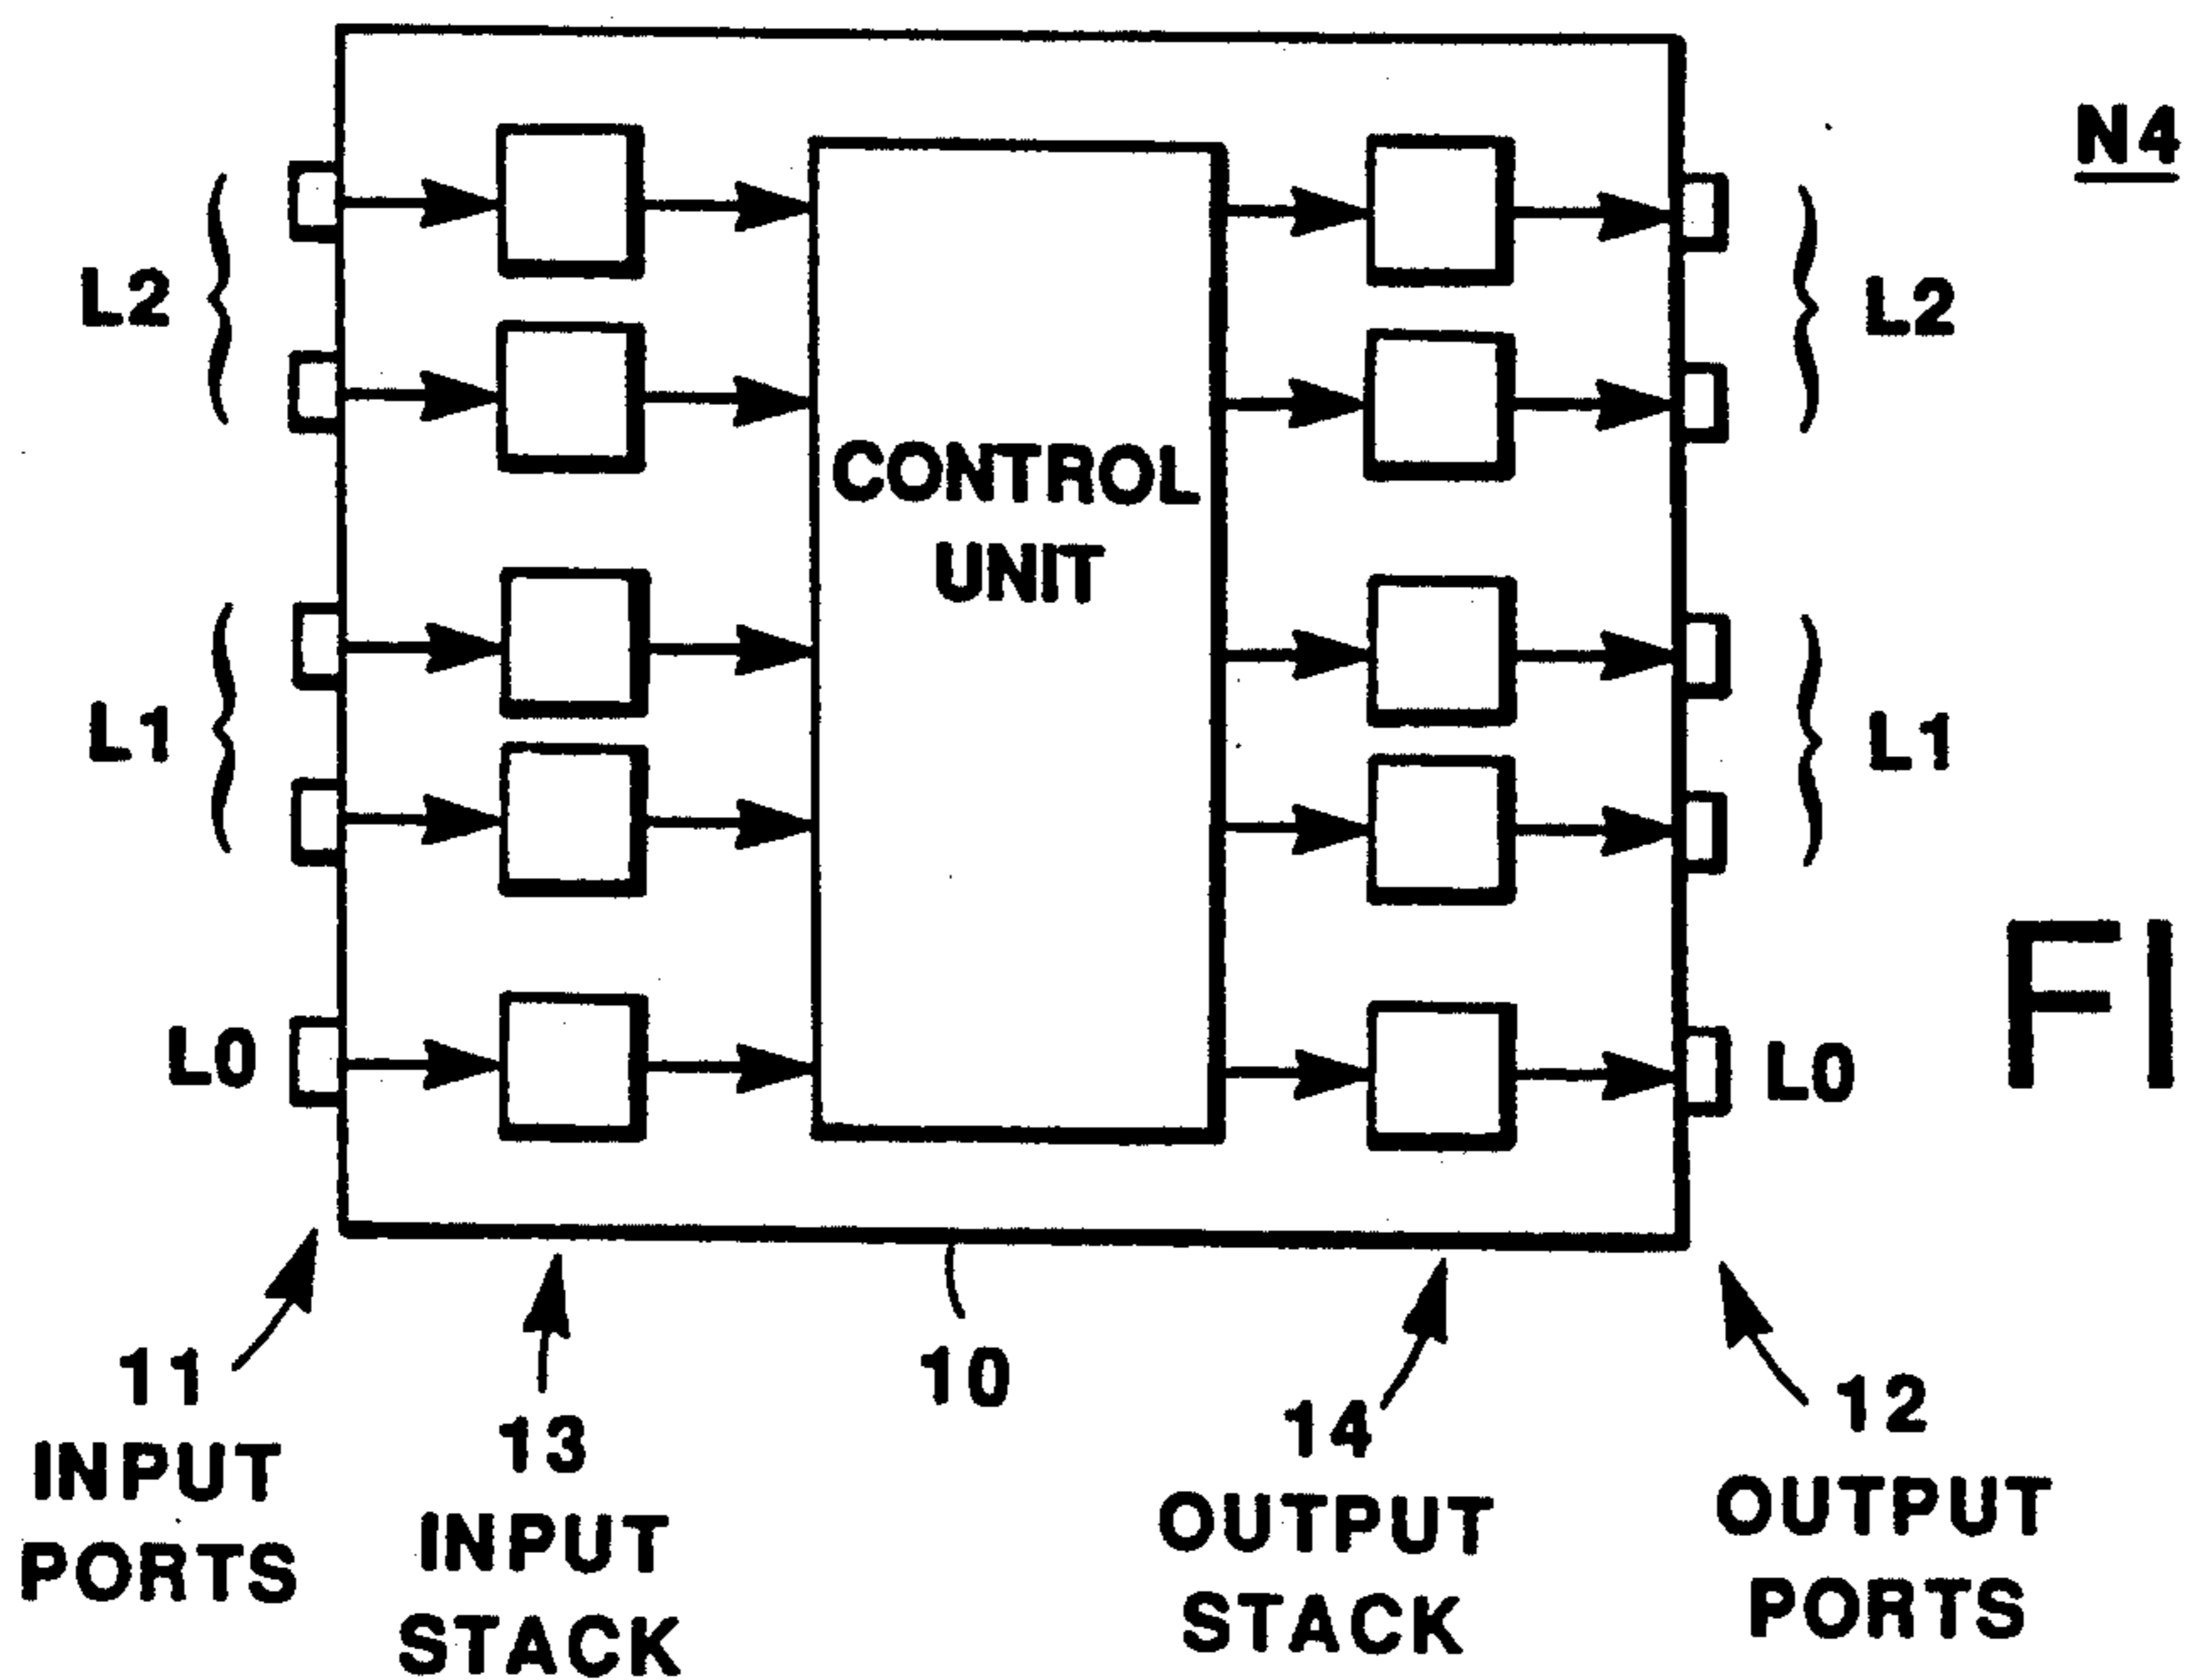 N4
L2
L2
CONTROL
UNIT
L1
L1
FI
L0
L0
11
INPUT
PORTS
13
INPUT
STACK
10
14
OUTPUT
STACK
12
OUTPUT
PORTS